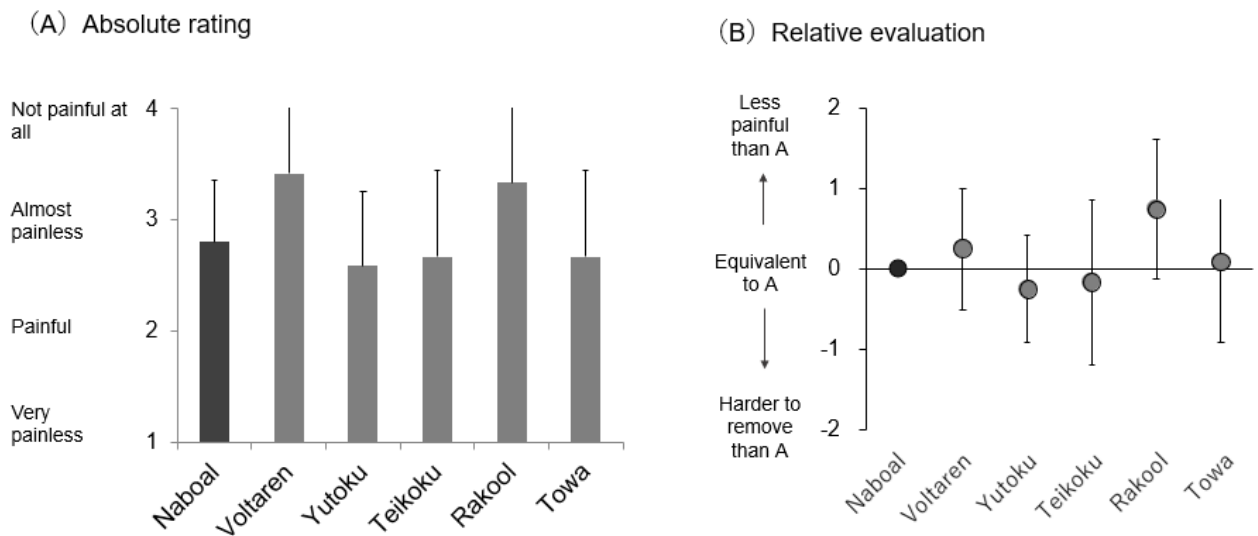 （A）Absolute rating
Not painful at
all
Almost
painless
Painful
Very
painless
4
3
2
1
Naboal
Voltaren
Yutoku
Teikoku
Rakool
Towa
（B）Relative evaluation
Less
painful
than A
Equivalent
to A
Harder to
remove
than A
2
1
0
-1
-2
Naboal
Voltaren
Yutoku
Teikoku
Rakool
Towa